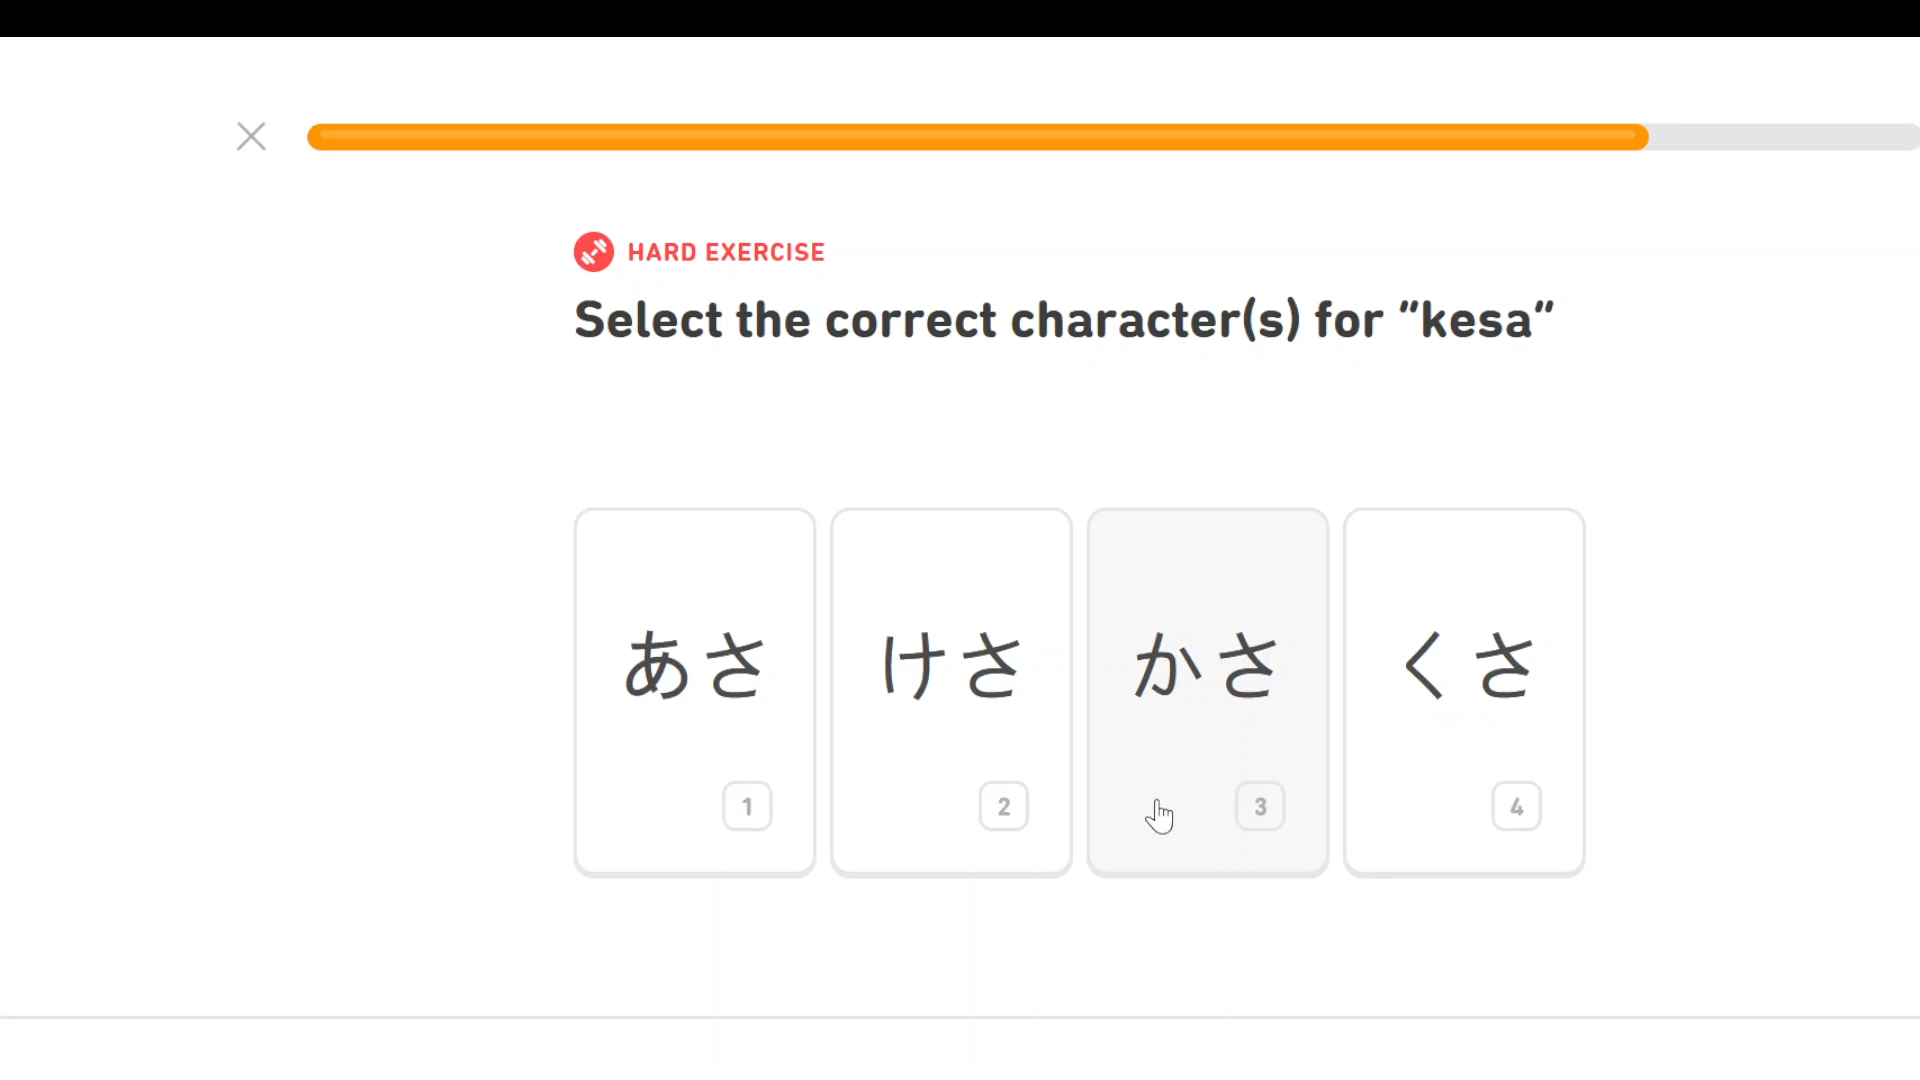 HARD EXERCISE
Select the correct character(s) for "kesa"
あさ けさ かさ くさ
1 2 3 4